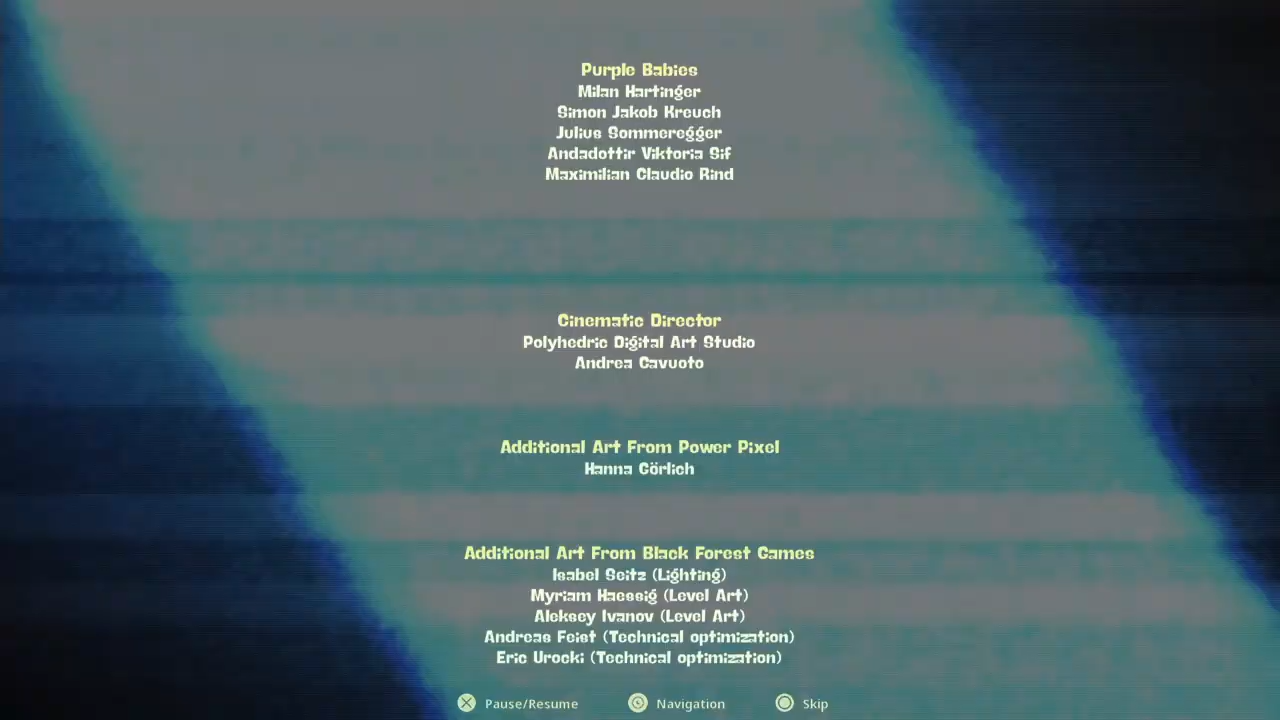 Purple Babies
Milan Hartinger
Simon Jakob Kreuch
Julius Sommeregger
Andadottir Viktoria Sif
Maximilian Claudio Rind
Cinematic Director
Polyhedric Digital Art Studio
Andrea Cavuoto
Additional Art From Power Pixel
Hanna Görlich
Additional Art From Black Forest Games
Isabel Seitz (Lighting)
Myriam Haessig (Level Art)
Aleksey Ivanov (Level Art)
Andreas Feist (Technical optimization)
Eric Urocki (Technical optimization)
Pause/Resume
Navigation
Skip